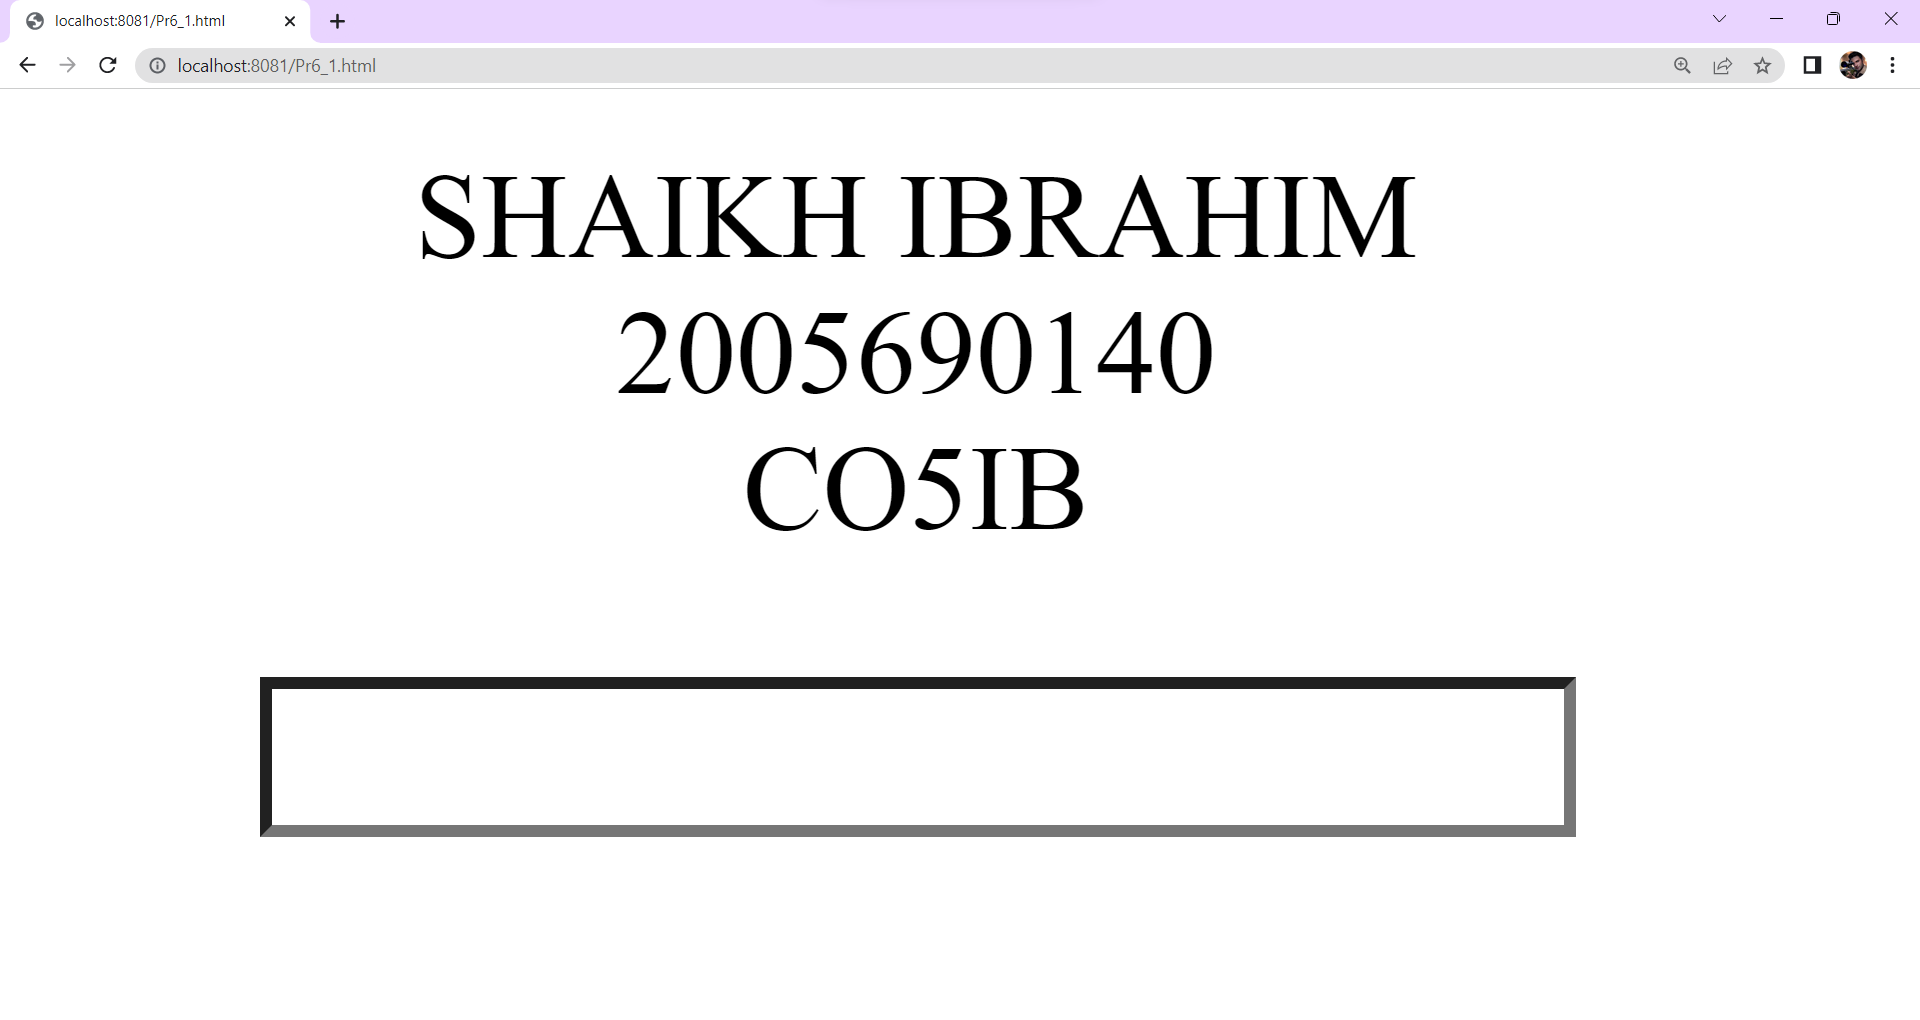 localhost:8081/Pr6_1.html
localhost:8081/Pr6_1.html
SHAIKH IBRAHIM
2005690140
CO5IB